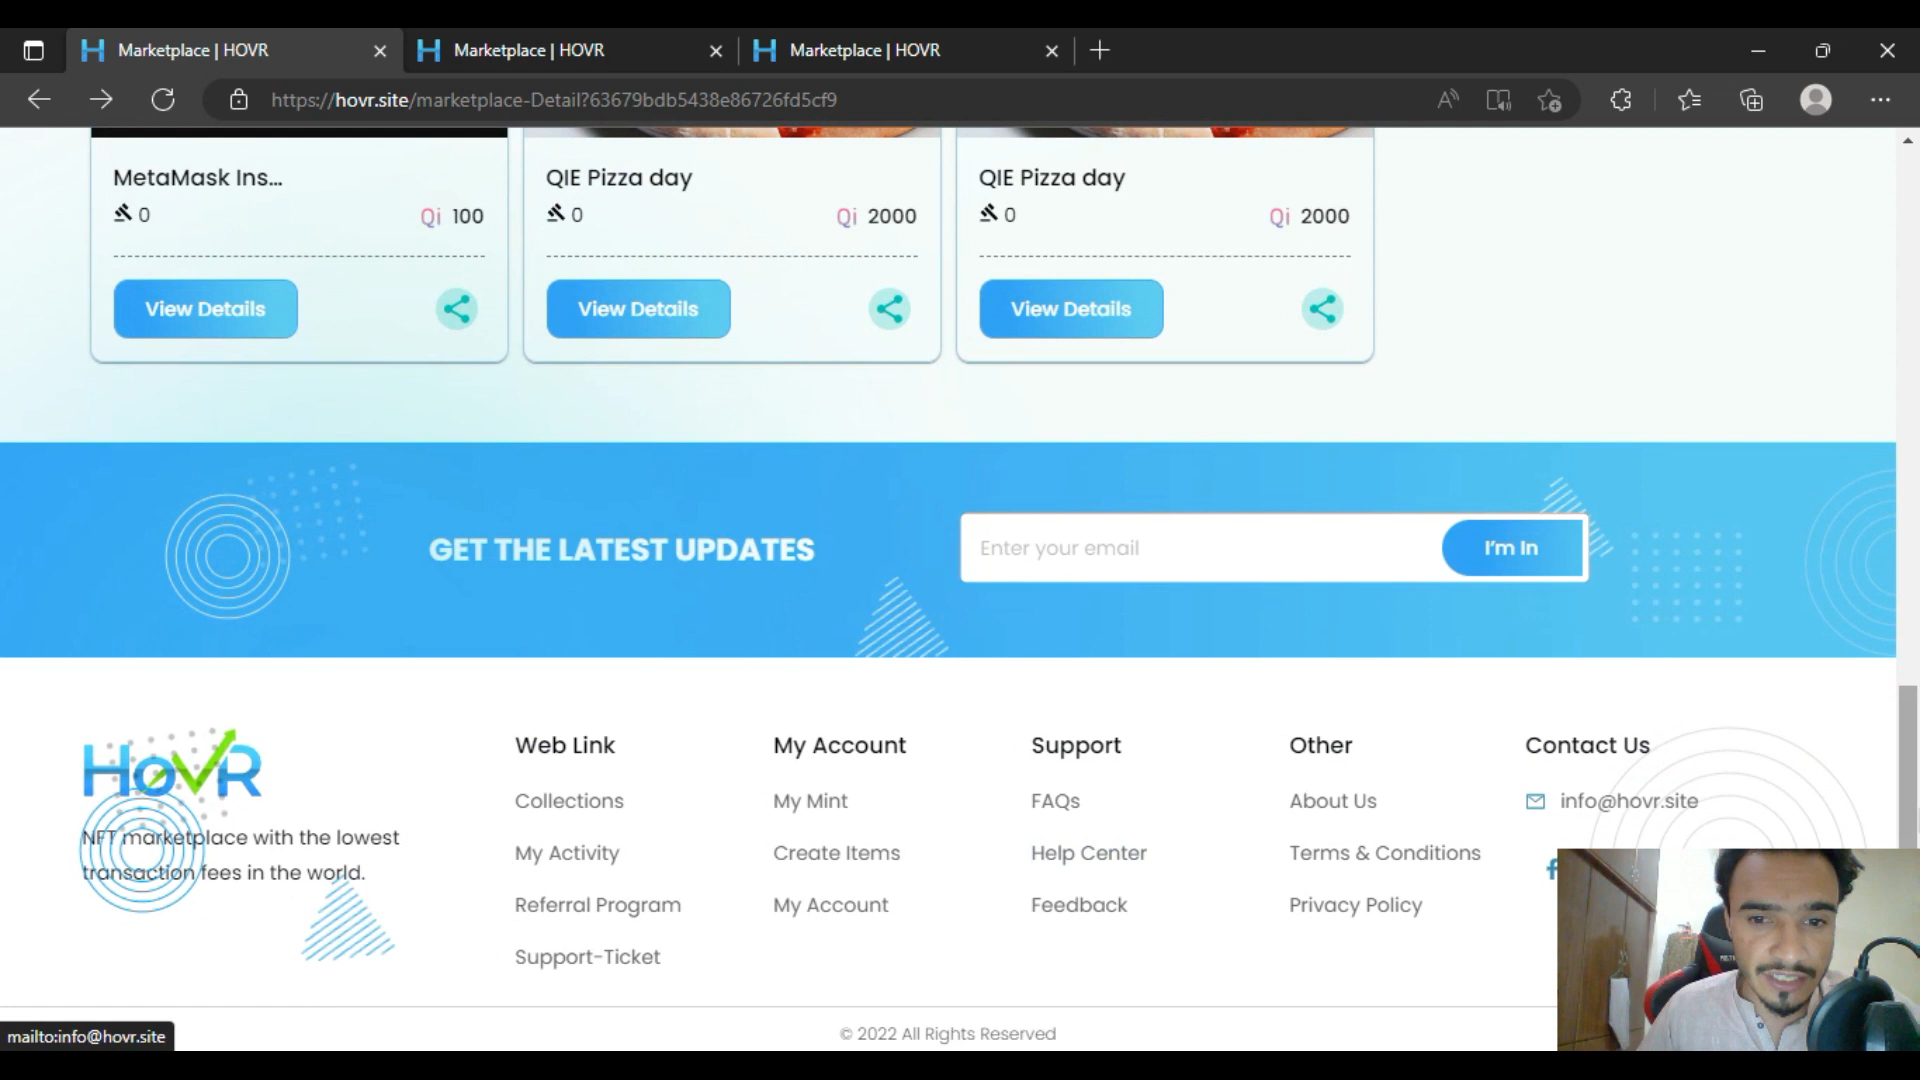 Marketplace | HOVR
Marketplace | HOVR
Marketplace | HOVR
https://hovr.site/marketplace-Detail?63679bdb5438e86726fd5cf9
MetaMask Ins...
0
Qi 100
View Details
QIE Pizza day
0
Qi 2000
View Details
QIE Pizza day
0
Qi 2000
View Details
GET THE LATEST UPDATES
Enter your email
I'm In
HOVR
NFT marketplace with the lowest
transaction fees in the world.
Web Link
Collections
My Activity
Referral Program
Support-Ticket
My Account
My Mint
Create Items
My Account
Support
FAQs
Help Center
Feedback
Other
About Us
Terms & Conditions
Privacy Policy
Contact Us
info@hovr.site
mailto:info@hovr.site
© 2022 All Rights Reserved